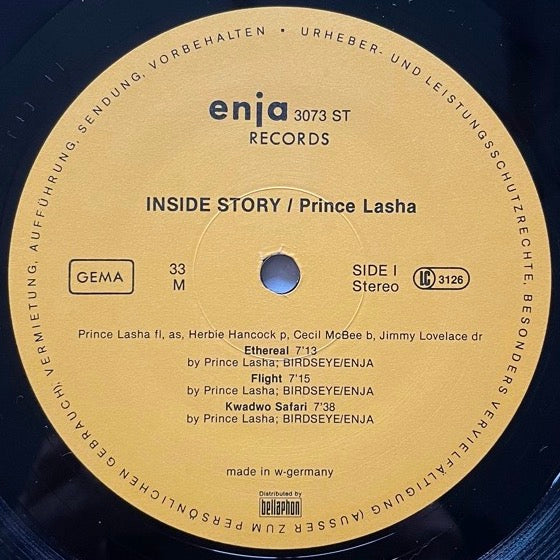 URHEBER- UND LEISTUNGSSCHUTZRECHTE, BESONDERS VERVIELFÄLTIGUNG (AUSSER ZUM PERSÖNLICHEN GEBRAUCH), VERMIETUNG, AUFFÜHRUNG, SENDUNG, VORBEHALTEN •
enja 3073 ST
RECORDS
INSIDE STORY / Prince Lasha
GEMA
33
M
SIDE I
Stereo
LC 3126
Prince Lasha fl, as, Herbie Hancock p, Cecil McBee b, Jimmy Lovelace dr
Ethereal 7'13
by Prince Lasha; BIRDSEYE/ENJA
Flight 7'15
by Prince Lasha; BIRDSEYE/ENJA
Kwadwo Safari 7'38
by Prince Lasha; BIRDSEYE/ENJA
made in w-germany
Distributed by
bellaphon